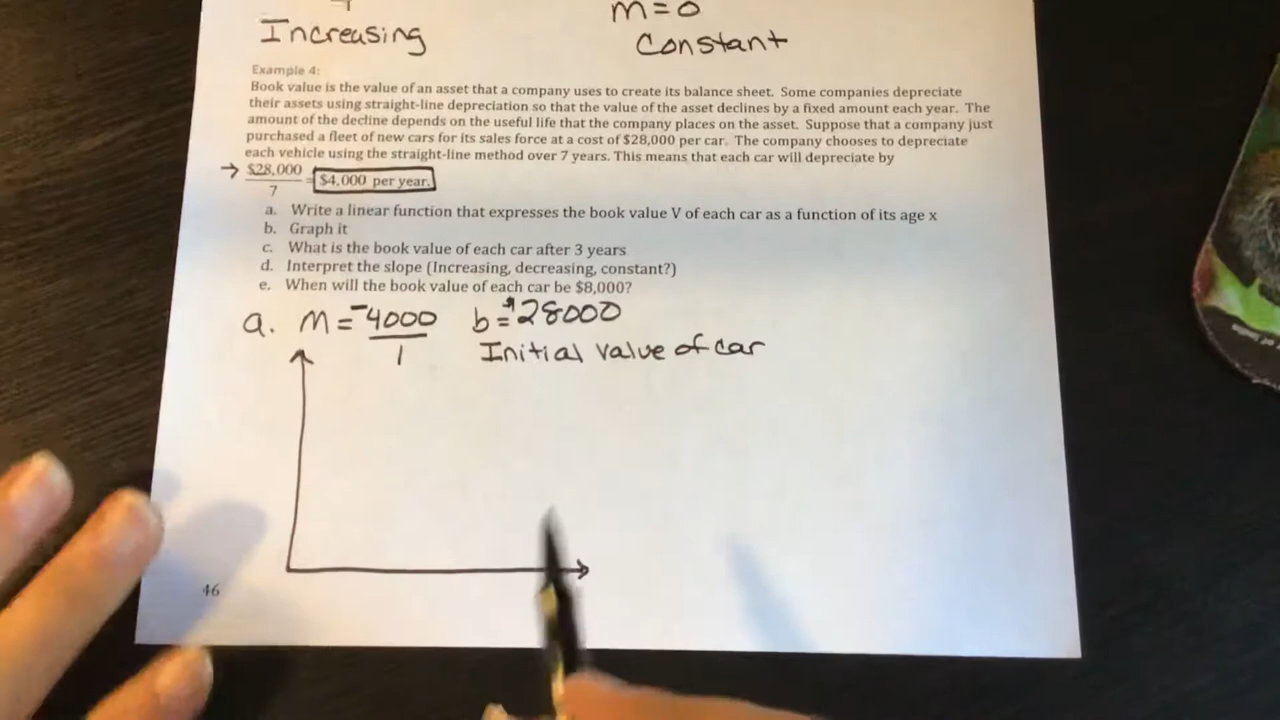 m=0
Increasing
Constant
Example 4:
Book value is the value of an asset that a company uses to create its balance sheet. Some companies depreciate
their assets using straight-line depreciation so that the value of the asset declines by a fixed amount each year. The
amount of the decline depends on the useful life that the company places on the asset. Suppose that a company just
purchased a fleet of new cars for its sales force at a cost of $28,000 per car. The company chooses to depreciate
each vehicle using the straight-line method over 7 years. This means that each car will depreciate by
→ $28,000
= $4,000 per year.
7
a. Write a linear function that expresses the book value V of each car as a function of its age x
b. Graph it
c. What is the book value of each car after 3 years
d. Interpret the slope (Increasing, decreasing, constant?)
e. When will the book value of each car be $8,000?
a. m = -4000 b = $28000
1 Initial value of car
46